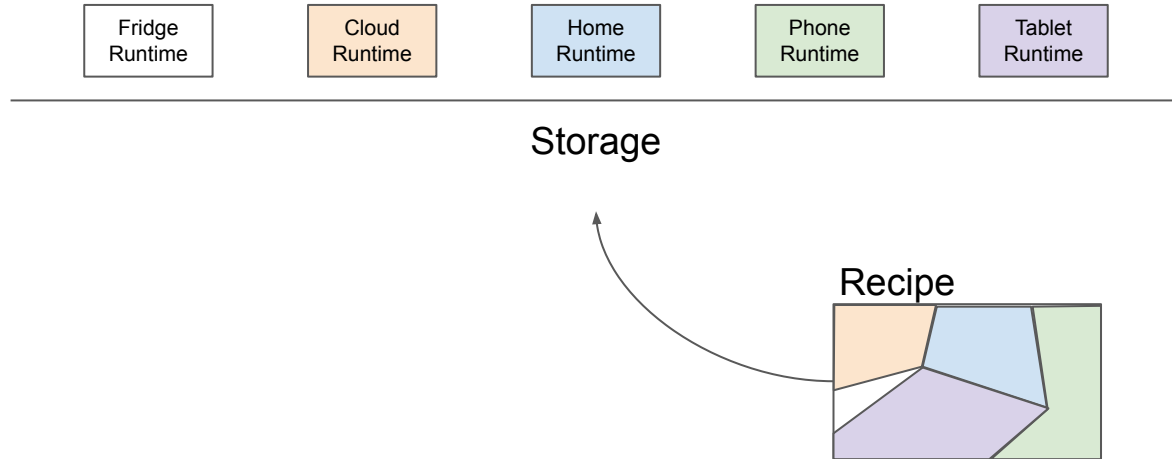 Fridge
Runtime
Cloud
Runtime
Home
Runtime
Phone
Runtime
Tablet
Runtime
Storage
Recipe